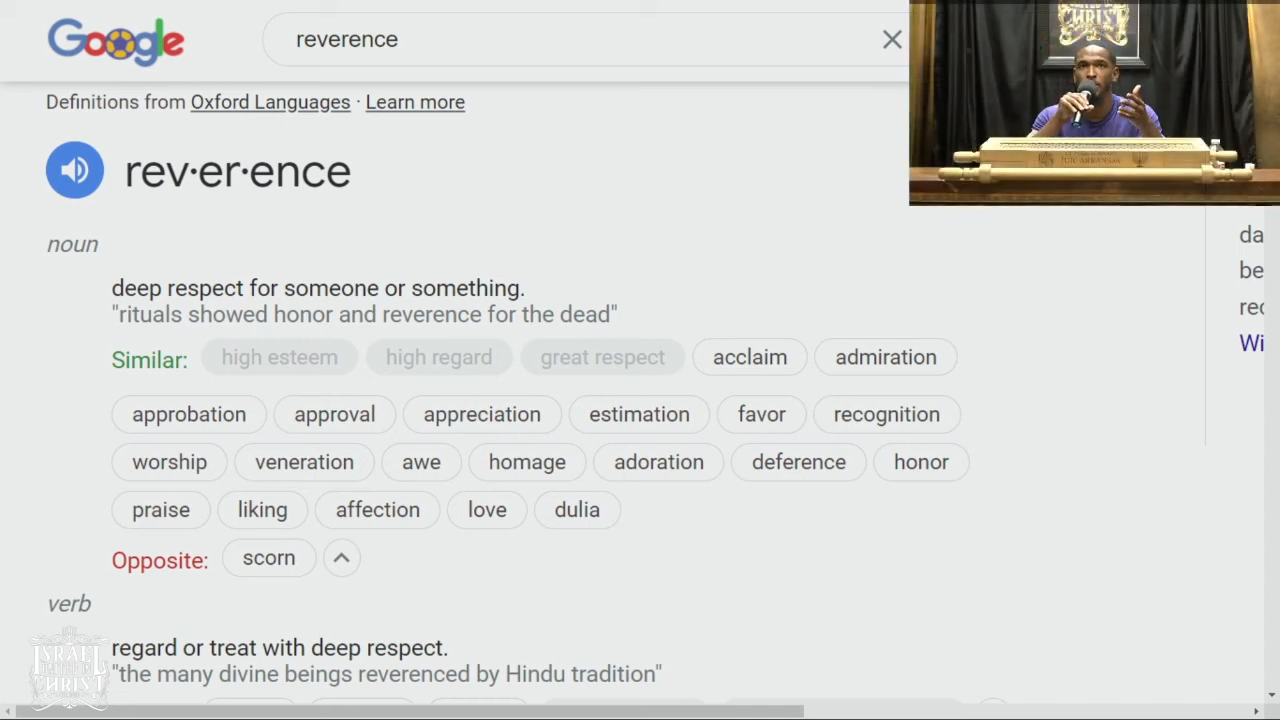 Google
reverence
CHRIST
Definitions from Oxford Languages · Learn more
rev·er·ence
noun
deep respect for someone or something.
"rituals showed honor and reverence for the dead"
Similar: high esteem high regard great respect acclaim admiration
approbation approval appreciation estimation favor recognition
worship veneration awe homage adoration deference honor
praise liking affection love dulia
Opposite: scorn
verb
regard or treat with deep respect.
"the many divine beings reverenced by Hindu tradition"
da
be
rec
Wi
ISRAEL
CHRIST